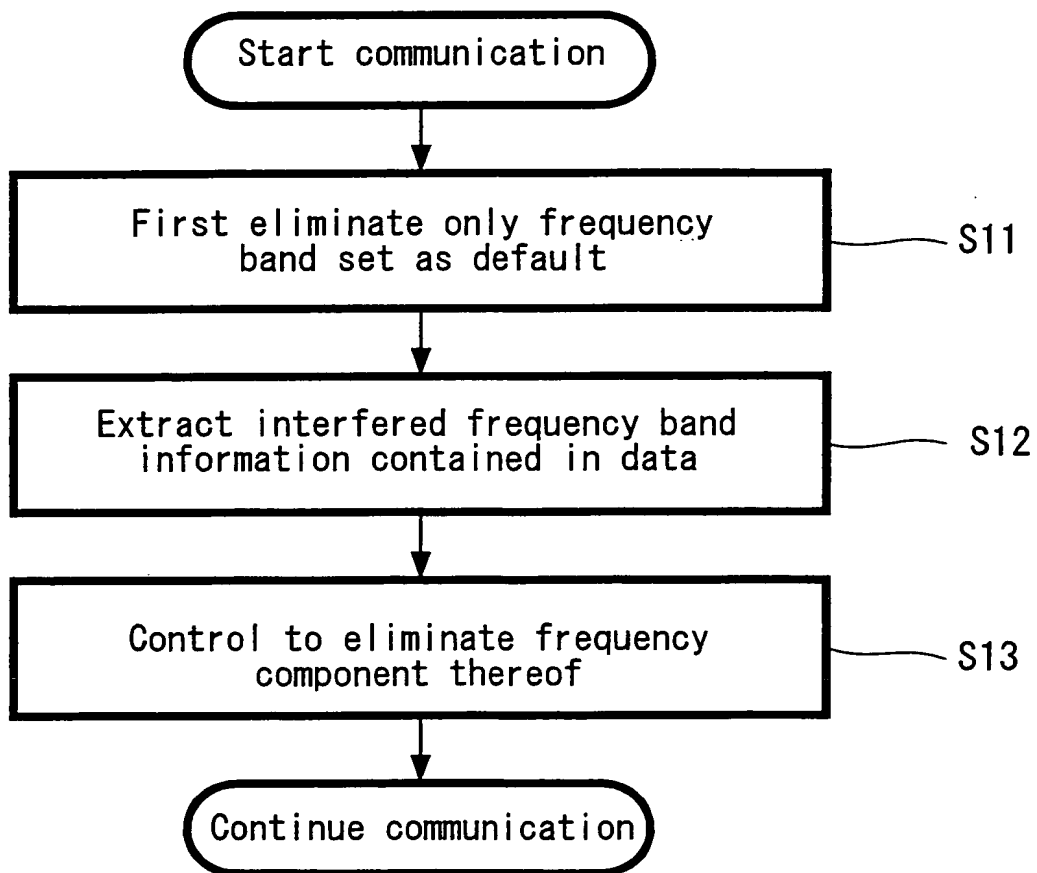 Start communication
First eliminate only frequency
band set as default
S11
Extract interfered frequency band
information contained in data
S12
Control to eliminate frequency
component thereof
S13
Continue communication